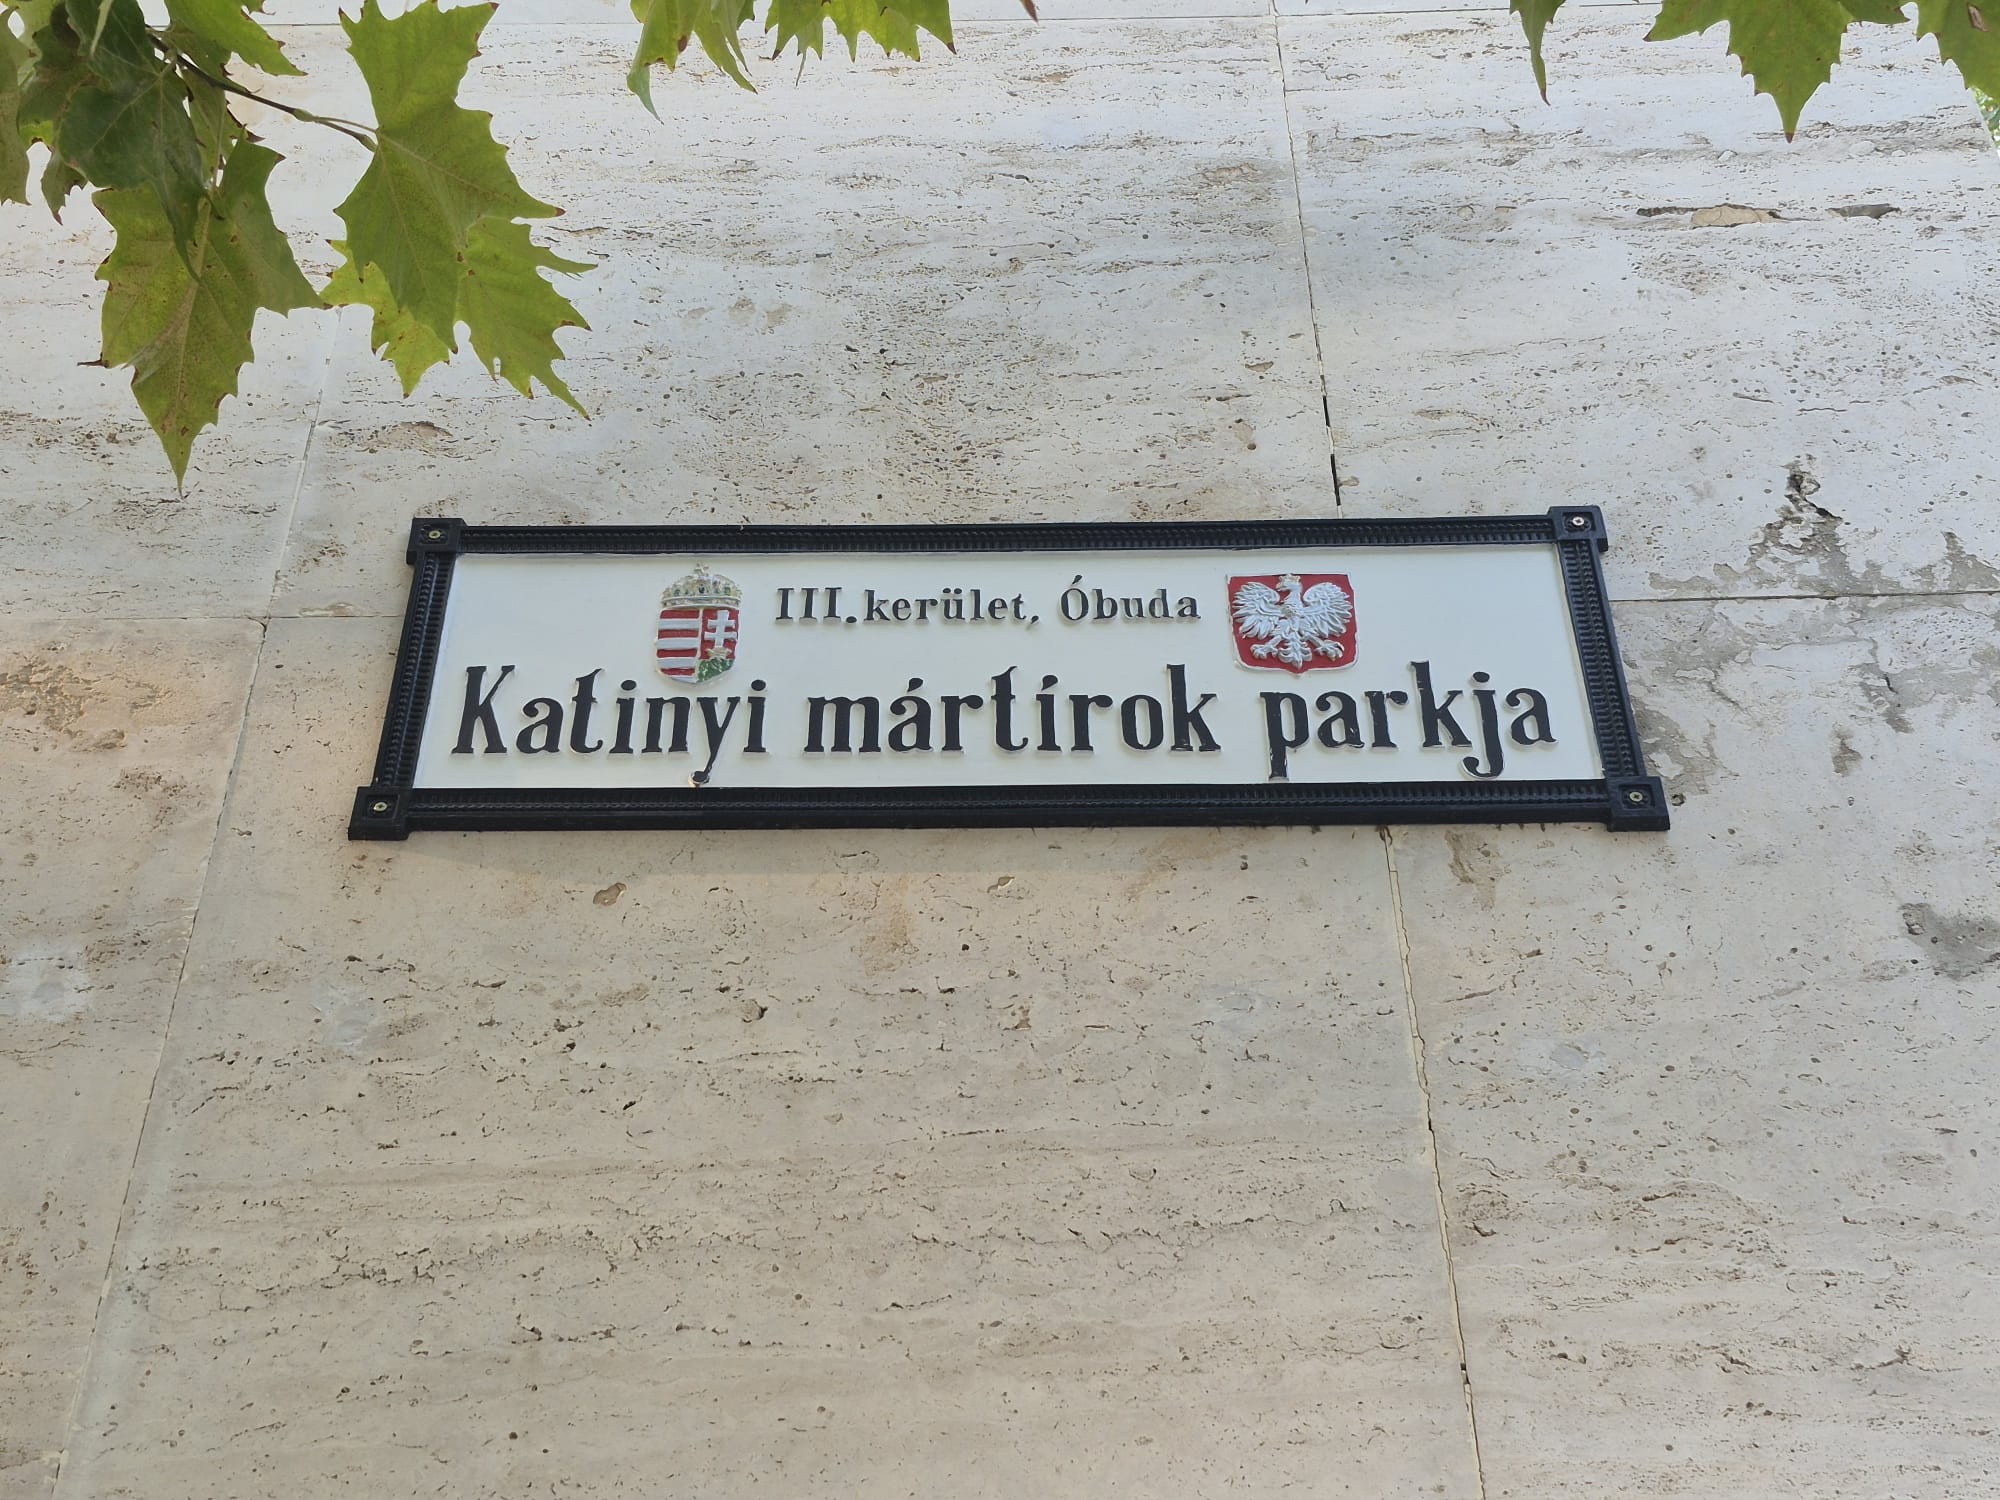 III. kerület, Óbuda
Katinyi mártírok parkja